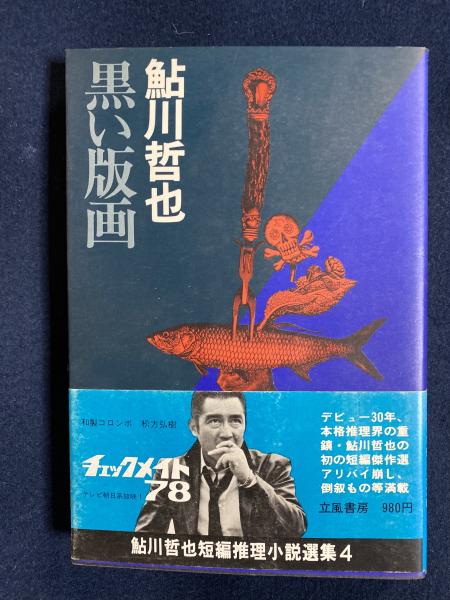 鮎川哲也
黒い版画
和製コロンボ 松方弘樹
チェックメイト
78
テレビ朝日系放映!
デビュー30年、
本格推理界の重
鎮・鮎川哲也の
初の短編傑作選
アリバイ崩し、
倒叙もの等満載
立風書房 980円
鮎川哲也短編推理小説選集4